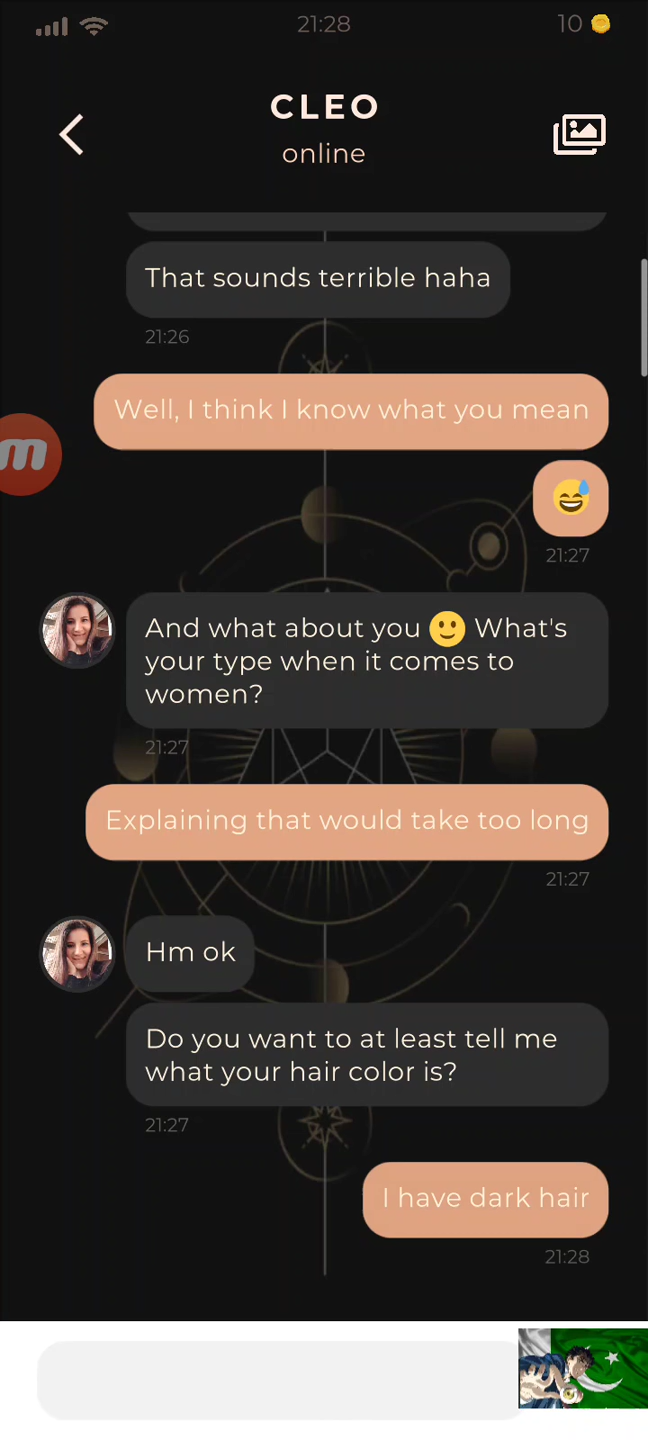 21:28
10
CLEO
online
That sounds terrible haha
21:26
Well, I think I know what you mean
m
😅
21:27
And what about you 🙂 What's
your type when it comes to
women?
21:27
Explaining that would take too long
21:27
Hm ok
Do you want to at least tell me
what your hair color is?
21:27
I have dark hair
21:28